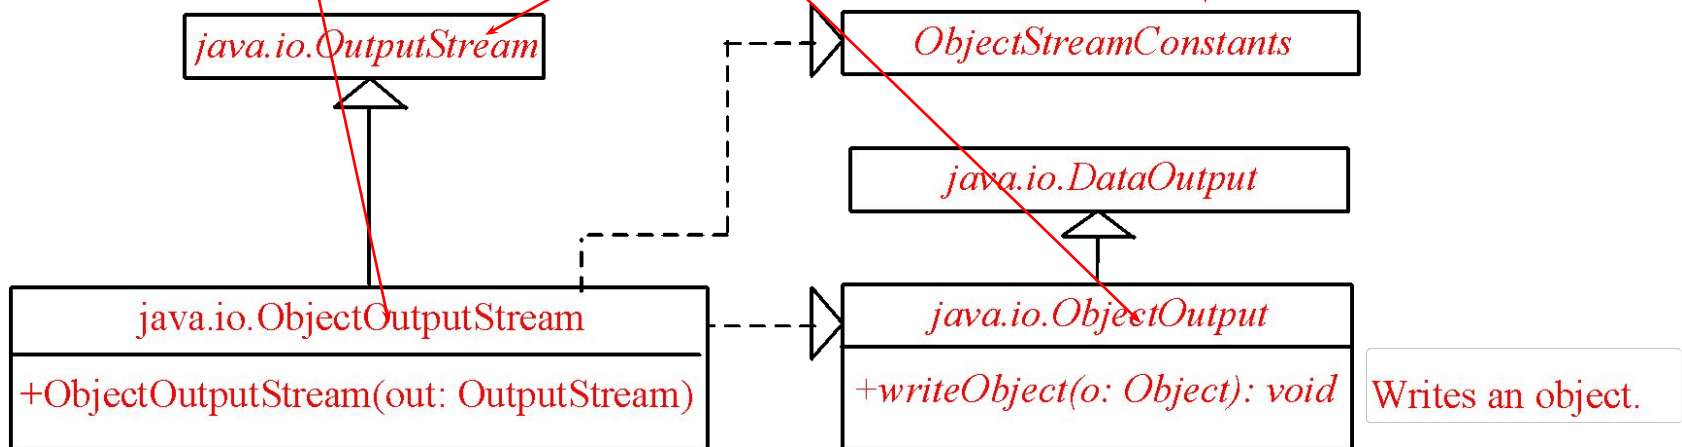 java.io.OutputStream
ObjectStreamConstants
java.io.DataOutput
java.io.ObjectOutputStream
java.io.ObjectOutput
+ObjectOutputStream(out: OutputStream)
+writeObject(o: Object): void
Writes an object.